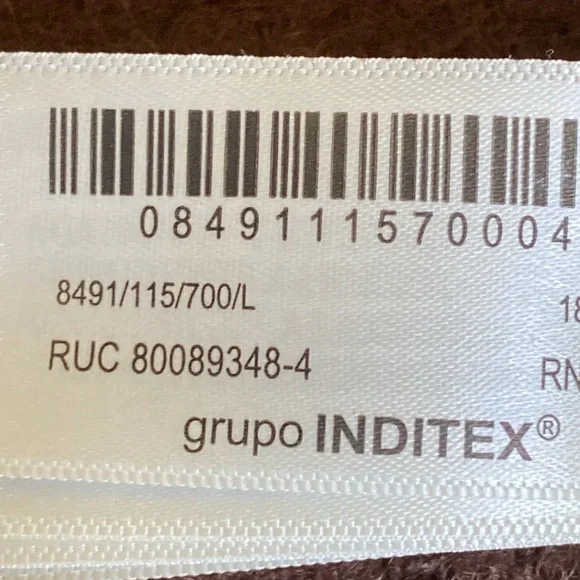 0849111570004
8491/115/700/L
18
RUC 80089348-4
RN
grupo INDITEX®